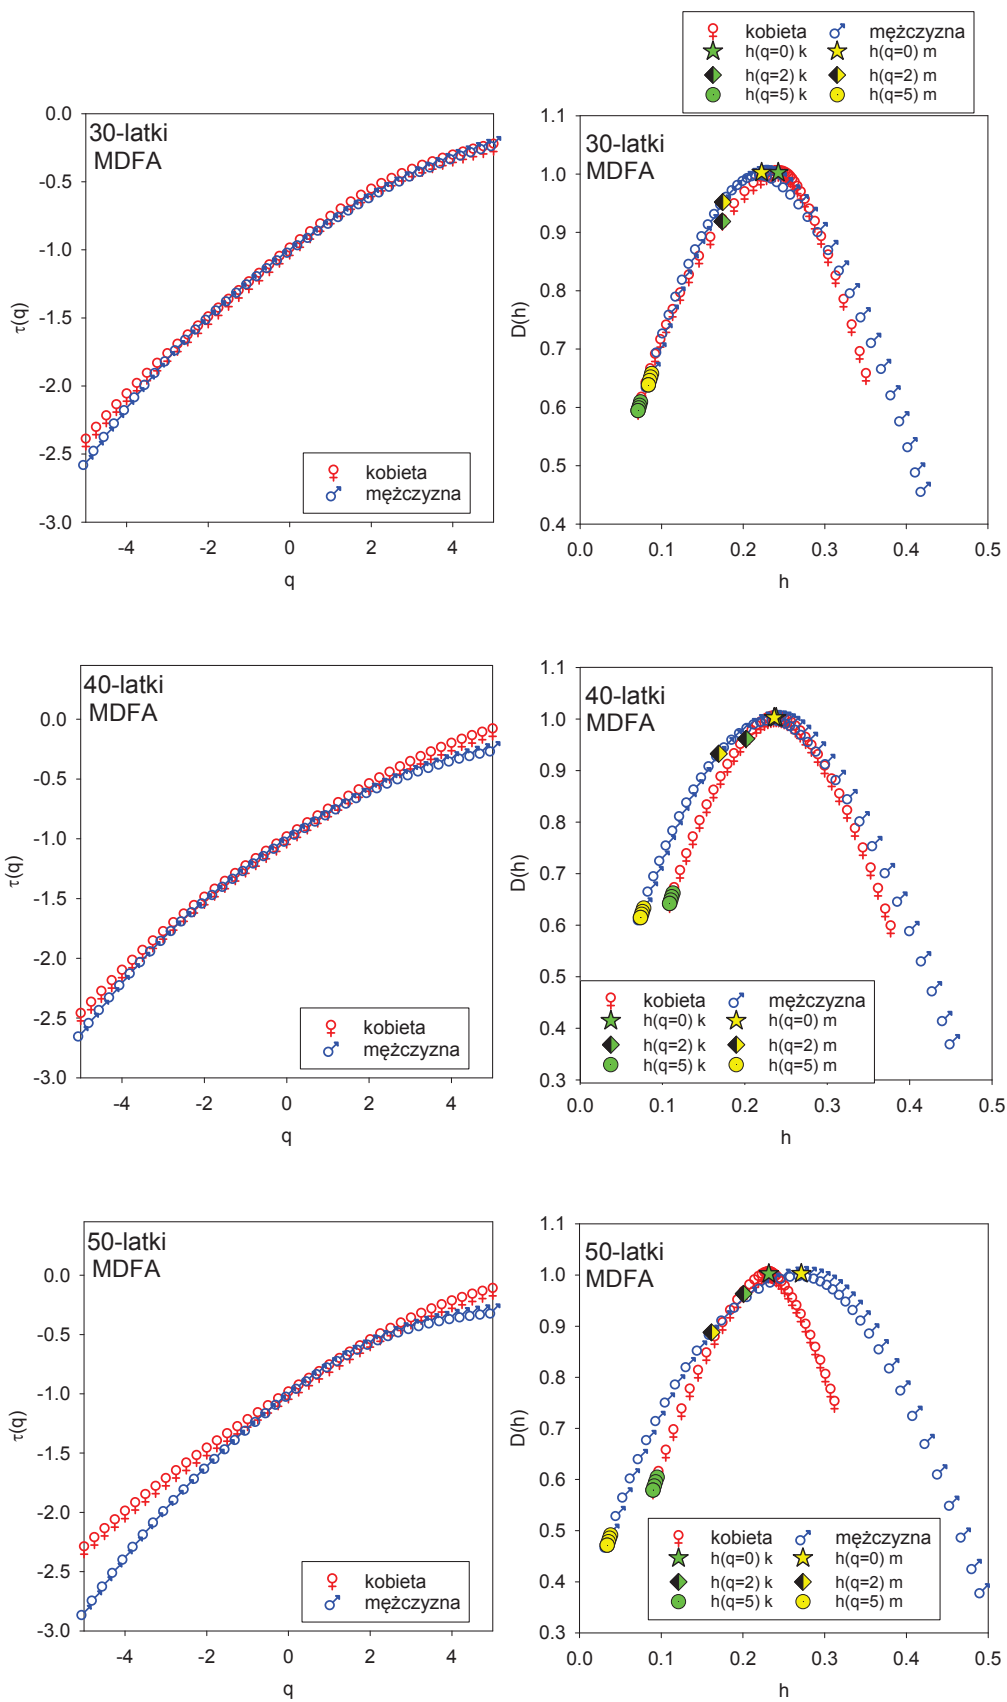 kobieta mężczyzna
h(q=0) k h(q=0) m
h(q=2) k h(q=2) m
h(q=5) k h(q=5) m
30-latki
MDFA
0.0
-0.5
-1.0
-1.5
-2.0
-2.5
-3.0
τ(q)
-4 -2 0 2 4
q
kobieta
mężczyzna
30-latki
MDFA
1.1
1.0
0.9
0.8
0.7
0.6
0.5
0.4
D(h)
0.0 0.1 0.2 0.3 0.4 0.5
h
40-latki
MDFA
0.0
-0.5
-1.0
-1.5
-2.0
-2.5
-3.0
τ(q)
-4 -2 0 2 4
q
kobieta
mężczyzna
40-latki
MDFA
1.1
1.0
0.9
0.8
0.7
0.6
0.5
0.4
0.3
D(h)
0.0 0.1 0.2 0.3 0.4 0.5
h
kobieta mężczyzna
h(q=0) k h(q=0) m
h(q=2) k h(q=2) m
h(q=5) k h(q=5) m
50-latki
MDFA
0.0
-0.5
-1.0
-1.5
-2.0
-2.5
-3.0
τ(q)
-4 -2 0 2 4
q
kobieta
mężczyzna
50-latki
MDFA
1.1
1.0
0.9
0.8
0.7
0.6
0.5
0.4
0.3
D(h)
0.0 0.1 0.2 0.3 0.4 0.5
h
kobieta mężczyzna
h(q=0) k h(q=0) m
h(q=2) k h(q=2) m
h(q=5) k h(q=5) m